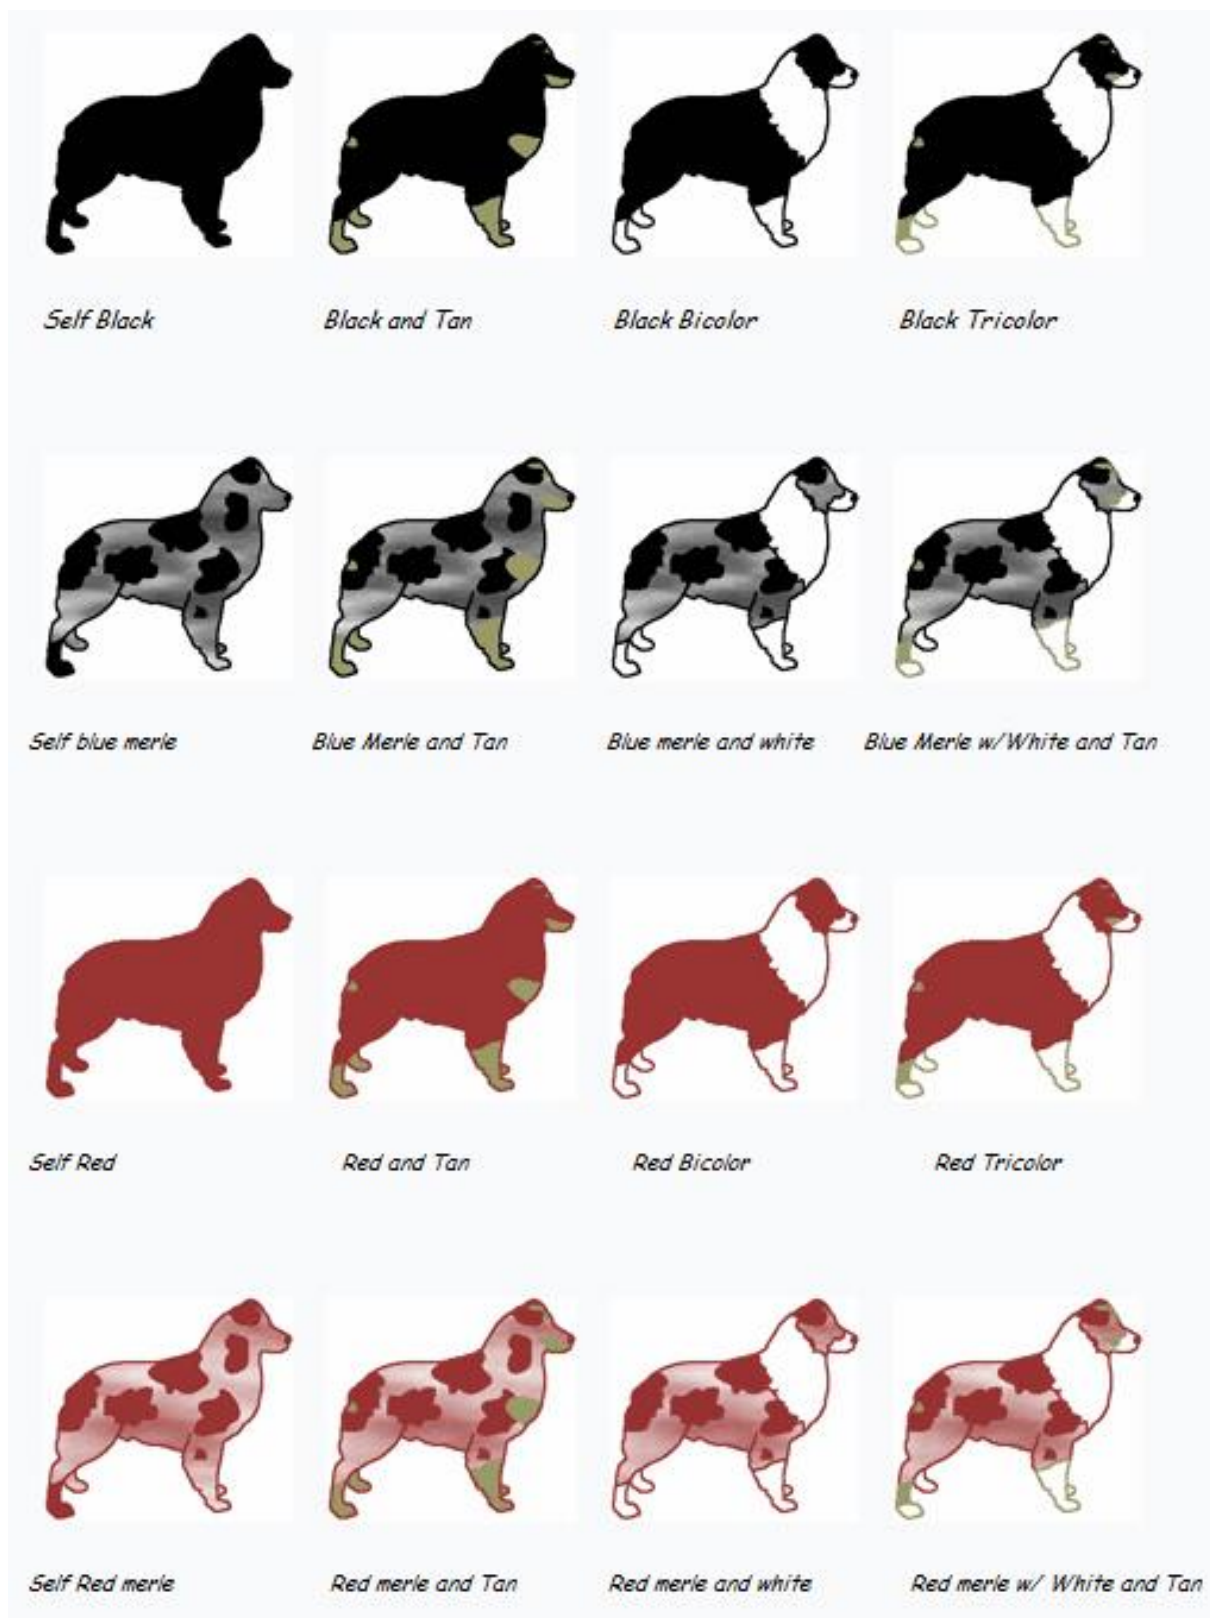 Self Black
Black and Tan
Black Bicolor
Black Tricolor
Self blue merle
Blue Merle and Tan
Blue merle and white
Blue Merle w/White and Tan
Self Red
Red and Tan
Red Bicolor
Red Tricolor
Self Red merle
Red merle and Tan
Red merle and white
Red merle w/ White and Tan